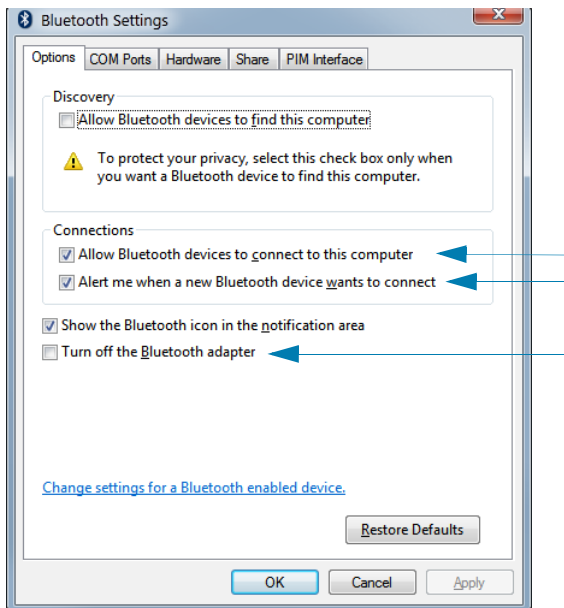 Bluetooth Settings
Options COM Ports Hardware Share PIM Interface
Discovery
Allow Bluetooth devices to find this computer
To protect your privacy, select this check box only when
you want a Bluetooth device to find this computer.
Connections
Allow Bluetooth devices to connect to this computer
Alert me when a new Bluetooth device wants to connect
Show the Bluetooth icon in the notification area
Turn off the Bluetooth adapter
Change settings for a Bluetooth enabled device.
Restore Defaults
OK Cancel Apply